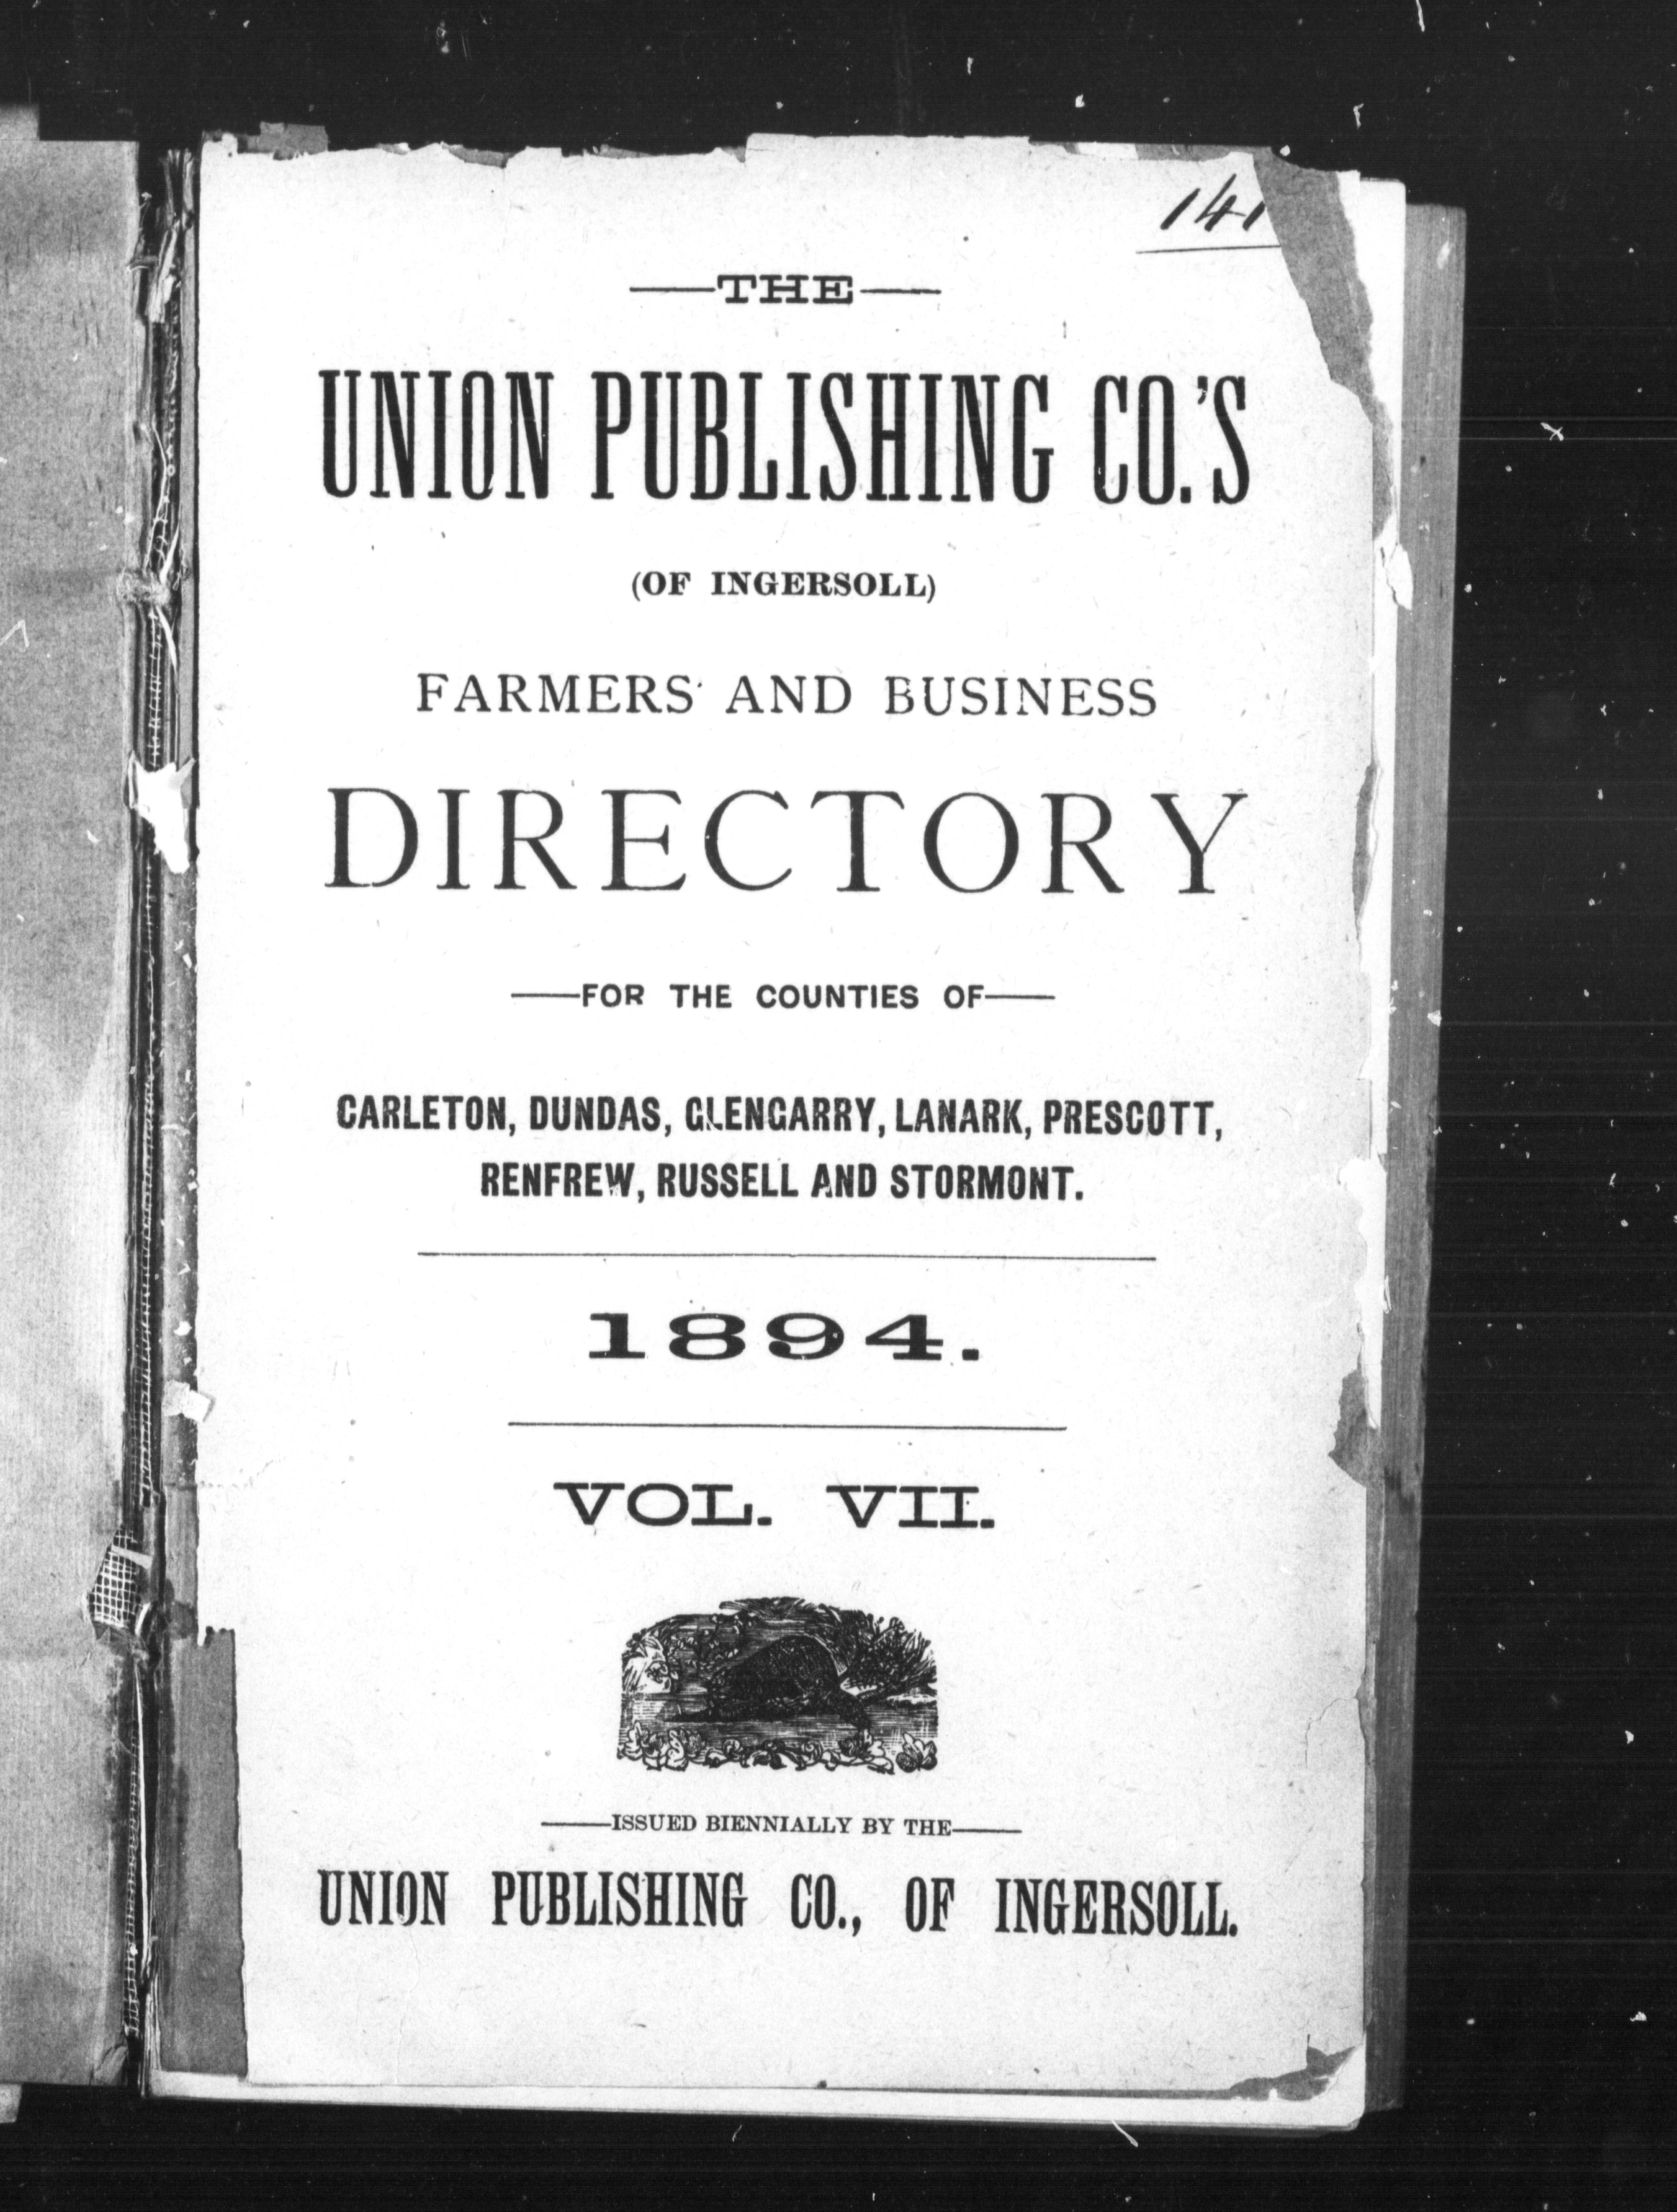 141
—THE—
UNION PUBLISHING CO.'S
(OF INGERSOLL)
FARMERS' AND BUSINESS
DIRECTORY
—FOR THE COUNTIES OF—
CARLETON, DUNDAS, GLENGARRY, LANARK, PRESCOTT,
RENFREW, RUSSELL AND STORMONT.
1894.
VOL. VII.
—ISSUED BIENNIALLY BY THE—
UNION PUBLISHING CO., OF INGERSOLL.